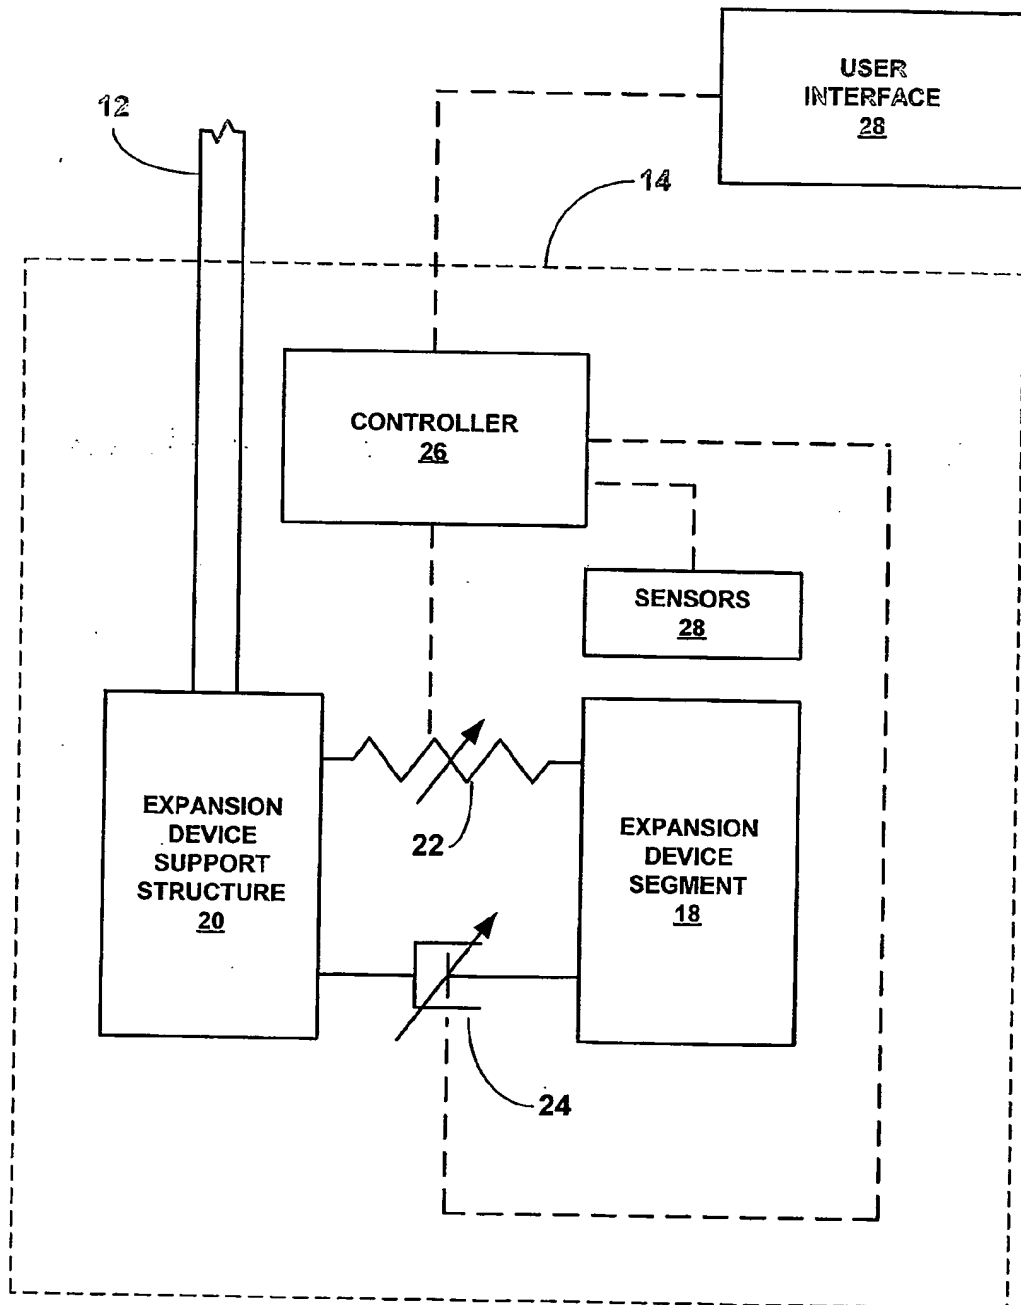 USER
INTERFACE
28
12
14
CONTROLLER
26
SENSORS
28
EXPANSION
DEVICE
SUPPORT
STRUCTURE
20
22
EXPANSION
DEVICE
SEGMENT
18
24